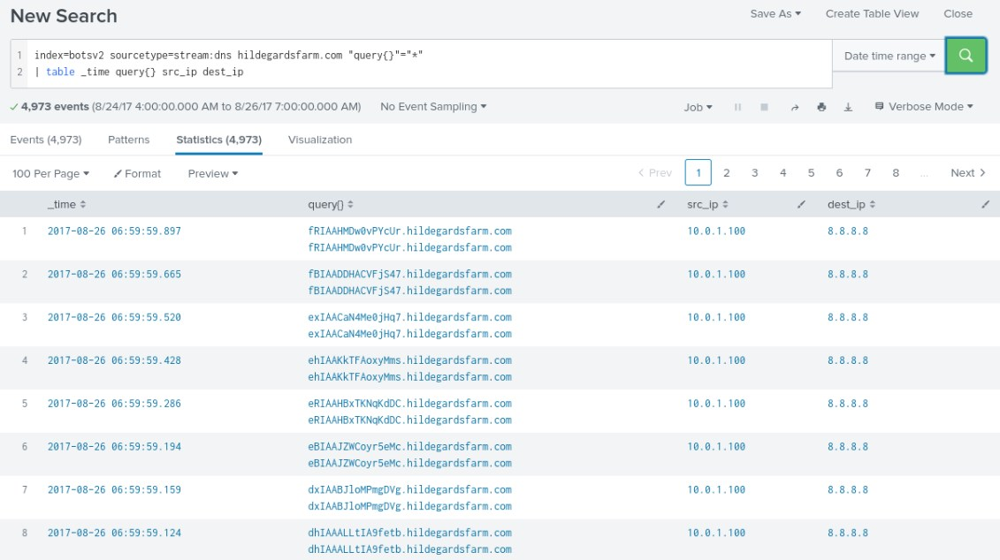 New Search
Save As ▾ Create Table View Close
1 index=botsv2 sourcetype=stream:dns hildegardsfarm.com "query{}"="*"
2 | table _time query{} src_ip dest_ip
Date time range ▾
✓ 4,973 events (8/24/17 4:00:00.000 AM to 8/26/17 7:00:00.000 AM) No Event Sampling ▾
Job ▾ Verbose Mode ▾
Events (4,973) Patterns Statistics (4,973) Visualization
100 Per Page ▾ Format Preview ▾
< Prev 1 2 3 4 5 6 7 8 ... Next >
_time query{} src_ip dest_ip
1 2017-08-26 06:59:59.897 fRIAAHMDw0vPYcUr.hildegardsfarm.com 10.0.1.100 8.8.8.8
fRIAAHMDw0vPYcUr.hildegardsfarm.com
2 2017-08-26 06:59:59.665 fBIAADDHACVFjS47.hildegardsfarm.com 10.0.1.100 8.8.8.8
fBIAADDHACVFjS47.hildegardsfarm.com
3 2017-08-26 06:59:59.520 exIAACaN4Me0jHq7.hildegardsfarm.com 10.0.1.100 8.8.8.8
exIAACaN4Me0jHq7.hildegardsfarm.com
4 2017-08-26 06:59:59.428 ehIAAKkTFAoxyMms.hildegardsfarm.com 10.0.1.100 8.8.8.8
ehIAAKkTFAoxyMms.hildegardsfarm.com
5 2017-08-26 06:59:59.286 eRIAAHBxTKNqKdDC.hildegardsfarm.com 10.0.1.100 8.8.8.8
eRIAAHBxTKNqKdDC.hildegardsfarm.com
6 2017-08-26 06:59:59.194 eBIAAJZWCoyr5eMc.hildegardsfarm.com 10.0.1.100 8.8.8.8
eBIAAJZWCoyr5eMc.hildegardsfarm.com
7 2017-08-26 06:59:59.159 dxIAABJloMPmgDVg.hildegardsfarm.com 10.0.1.100 8.8.8.8
dxIAABJloMPmgDVg.hildegardsfarm.com
8 2017-08-26 06:59:59.124 dhIAAALLtIA9fetb.hildegardsfarm.com 10.0.1.100 8.8.8.8
dhIAAALLtIA9fetb.hildegardsfarm.com